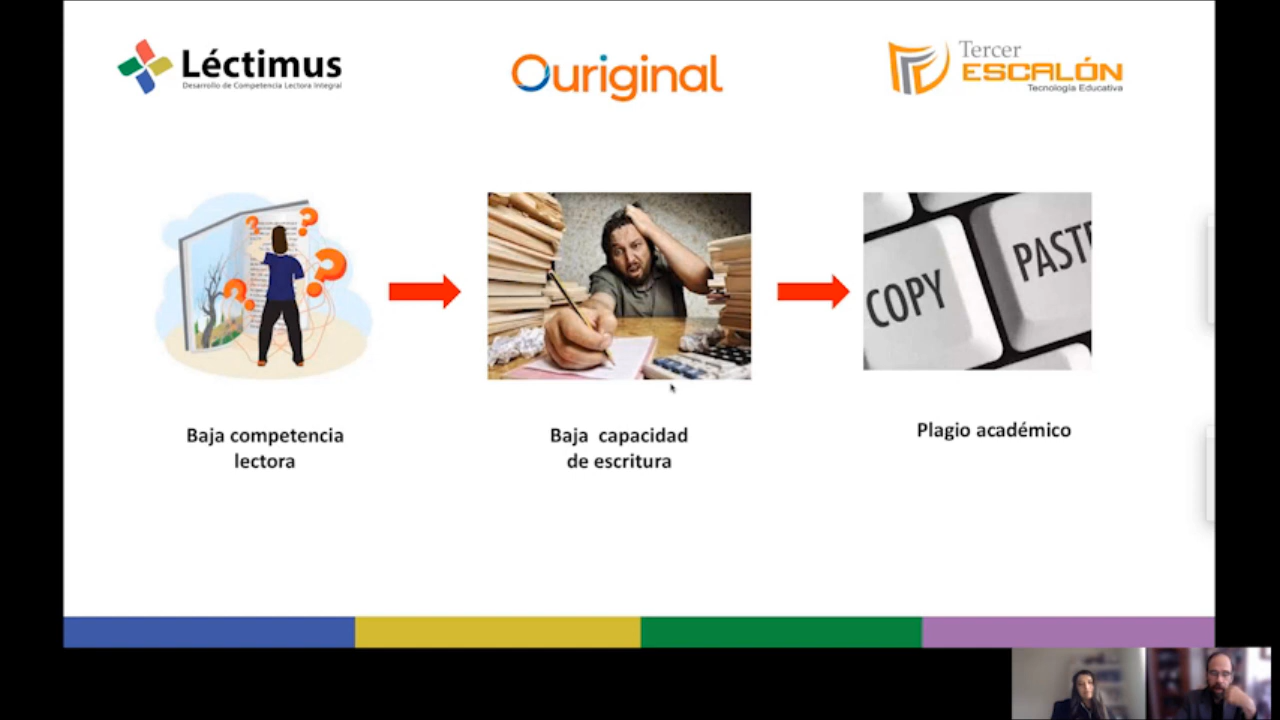 Léctimus
Desarrollo de Competencia Lectora Integral
Ouriginal
Tercer
ESCALÓN
Tecnología Educativa
COPY
PASTE
Baja competencia
lectora
Baja capacidad
de escritura
Plagio académico